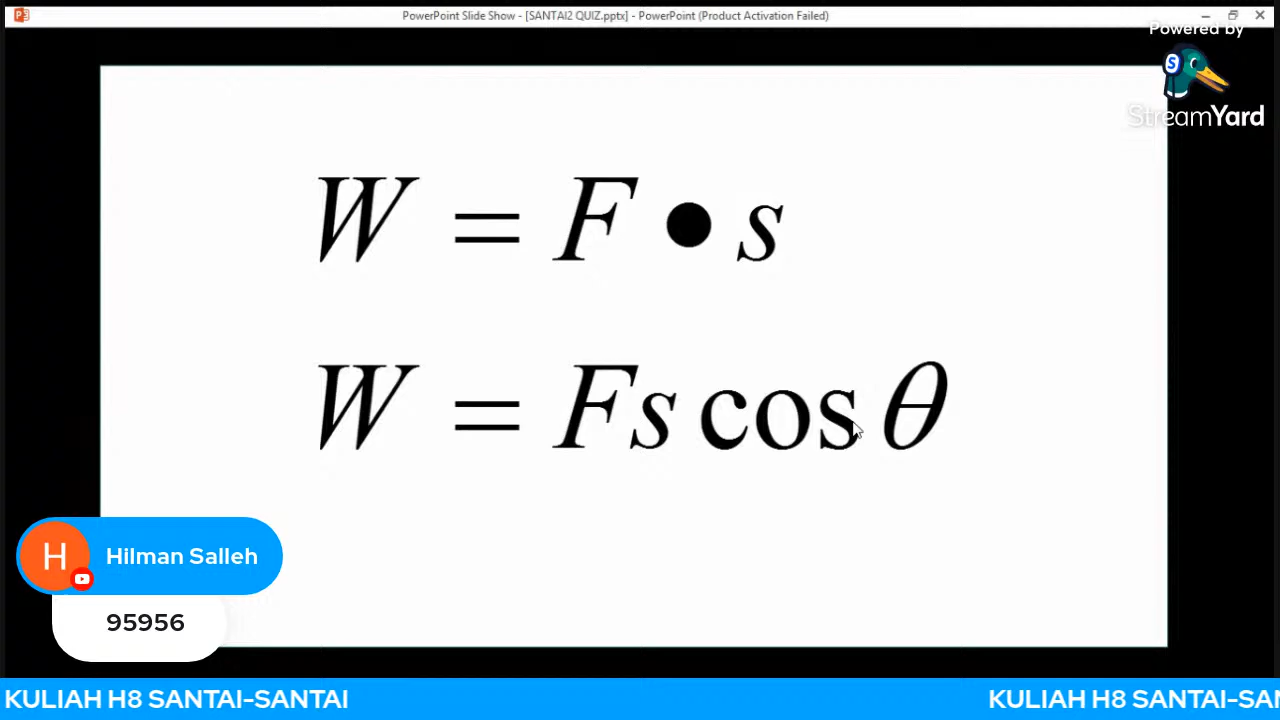 PowerPoint Slide Show - [SANTAI2 QUIZ.pptx] - PowerPoint (Product Activation Failed)
Powered by
StreamYard
W = F • s
W = Fs cos θ
H Hilman Salleh
95956
KULIAH H8 SANTAI-SANTAI KULIAH H8 SANTAI-SAN